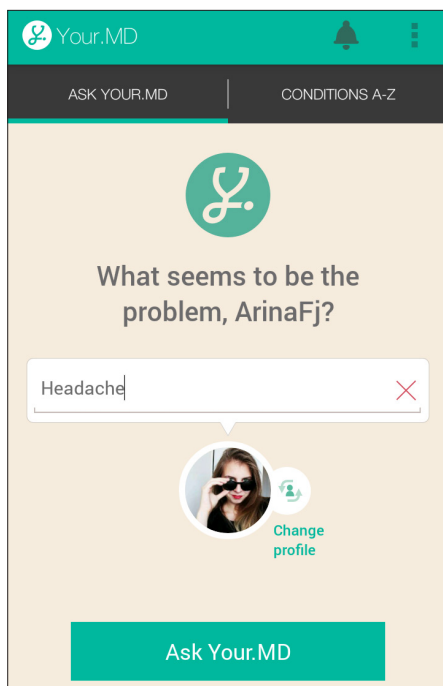 Your.MD
ASK YOUR.MD
CONDITIONS A-Z
What seems to be the
problem, ArinaFj?
Headache
Change
profile
Ask Your.MD